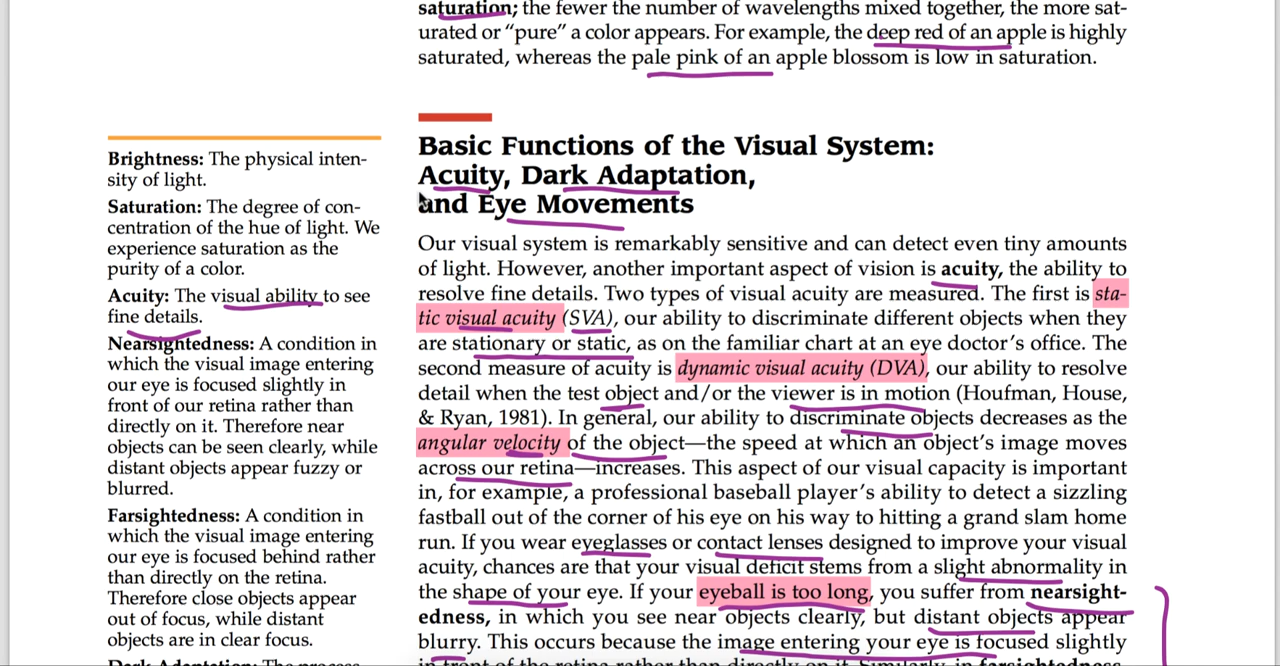 saturation; the fewer the number of wavelengths mixed together, the more sat-
urated or “pure” a color appears. For example, the deep red of an apple is highly
saturated, whereas the pale pink of an apple blossom is low in saturation.
Brightness: The physical inten-
sity of light.
Saturation: The degree of con-
centration of the hue of light. We
experience saturation as the
purity of a color.
Acuity: The visual ability to see
fine details.
Nearsightedness: A condition in
which the visual image entering
our eye is focused slightly in
front of our retina rather than
directly on it. Therefore near
objects can be seen clearly, while
distant objects appear fuzzy or
blurred.
Farsightedness: A condition in
which the visual image entering
our eye is focused behind rather
than directly on the retina.
Therefore close objects appear
out of focus, while distant
objects are in clear focus.
Dark Adaptation: The process
Basic Functions of the Visual System:
Acuity, Dark Adaptation,
and Eye Movements
Our visual system is remarkably sensitive and can detect even tiny amounts
of light. However, another important aspect of vision is acuity, the ability to
resolve fine details. Two types of visual acuity are measured. The first is sta-
tic visual acuity (SVA), our ability to discriminate different objects when they
are stationary or static, as on the familiar chart at an eye doctor’s office. The
second measure of acuity is dynamic visual acuity (DVA), our ability to resolve
detail when the test object and/or the viewer is in motion (Houfman, House,
& Ryan, 1981). In general, our ability to discriminate objects decreases as the
angular velocity of the object—the speed at which an object’s image moves
across our retina—increases. This aspect of our visual capacity is important
in, for example, a professional baseball player’s ability to detect a sizzling
fastball out of the corner of his eye on his way to hitting a grand slam home
run. If you wear eyeglasses or contact lenses designed to improve your visual
acuity, chances are that your visual deficit stems from a slight abnormality in
the shape of your eye. If your eyeball is too long, you suffer from nearsight-
edness, in which you see near objects clearly, but distant objects appear
blurry. This occurs because the image entering your eye is focused slightly
in front of the retina rather than directly on it. Similarly, in farsightedness